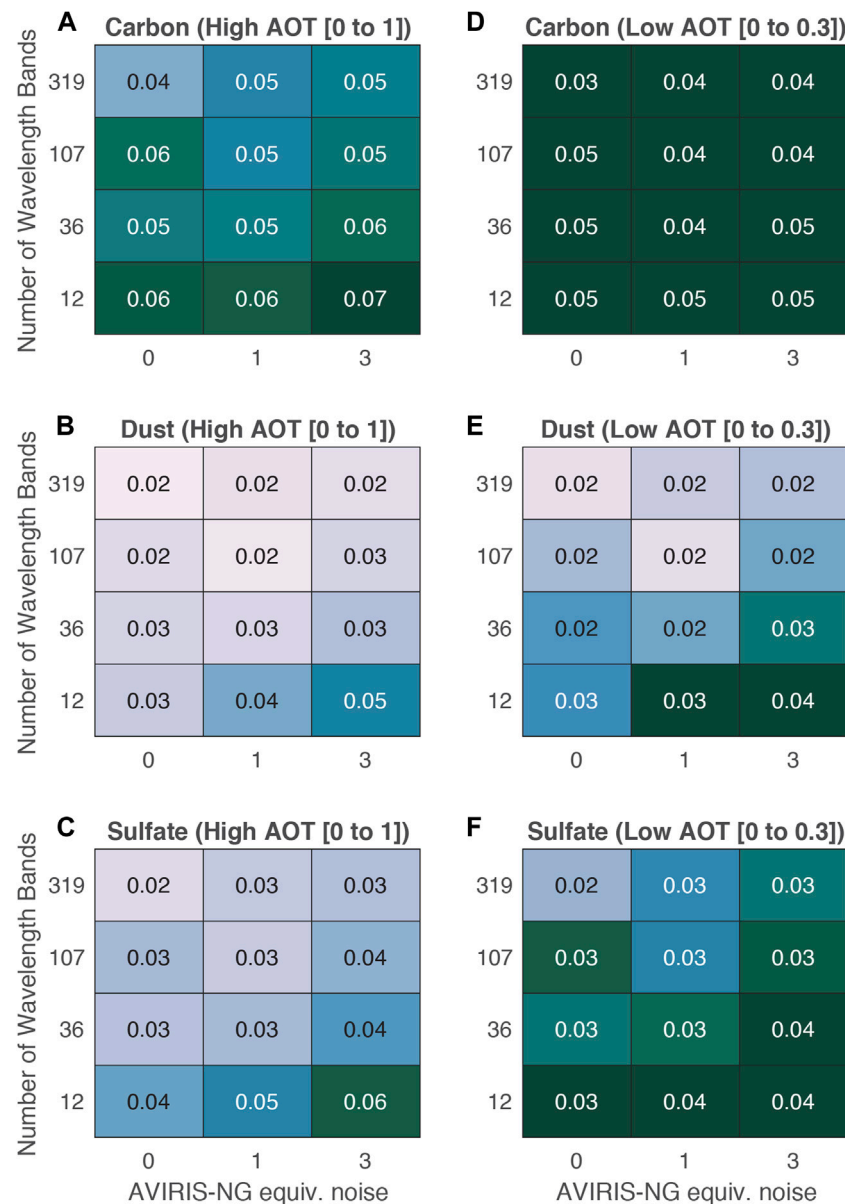 A Carbon (High AOT [0 to 1])
Number of Wavelength Bands
319 0.04 0.05 0.05
107 0.06 0.05 0.05
36 0.05 0.05 0.06
12 0.06 0.06 0.07
0 1 3
D Carbon (Low AOT [0 to 0.3])
319 0.03 0.04 0.04
107 0.05 0.04 0.04
36 0.05 0.04 0.05
12 0.05 0.05 0.05
0 1 3
B Dust (High AOT [0 to 1])
Number of Wavelength Bands
319 0.02 0.02 0.02
107 0.02 0.02 0.03
36 0.03 0.03 0.03
12 0.03 0.04 0.05
0 1 3
E Dust (Low AOT [0 to 0.3])
319 0.02 0.02 0.02
107 0.02 0.02 0.02
36 0.02 0.02 0.03
12 0.03 0.03 0.04
0 1 3
C Sulfate (High AOT [0 to 1])
Number of Wavelength Bands
319 0.02 0.03 0.03
107 0.03 0.03 0.04
36 0.03 0.03 0.04
12 0.04 0.05 0.06
0 1 3
AVIRIS-NG equiv. noise
F Sulfate (Low AOT [0 to 0.3])
319 0.02 0.03 0.03
107 0.03 0.03 0.03
36 0.03 0.03 0.04
12 0.03 0.04 0.04
0 1 3
AVIRIS-NG equiv. noise